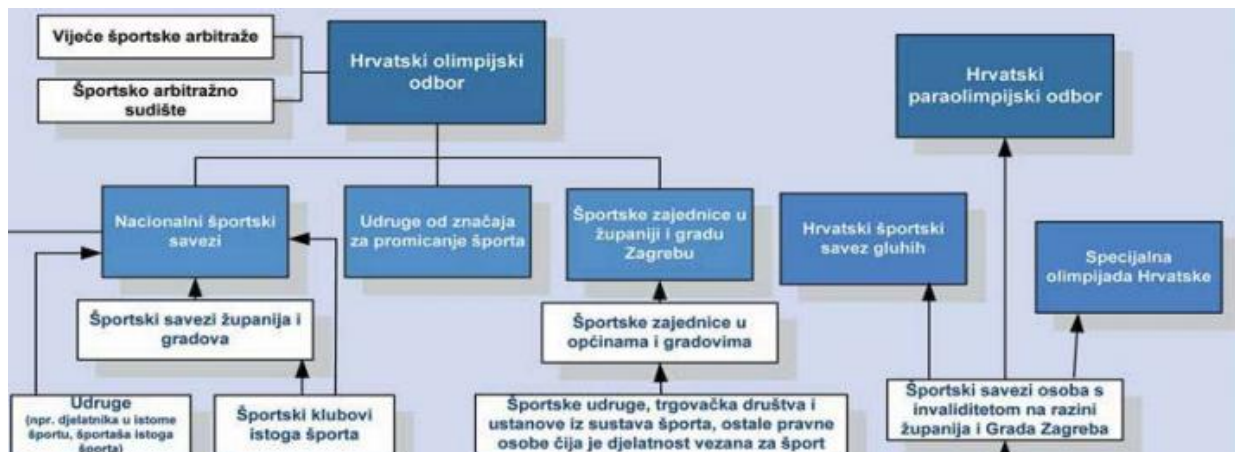 Vijeće športske arbitraže
Športsko arbitražno
sudište
Hrvatski olimpijski
odbor
Hrvatski
paraolimpijski odbor
Nacionalni športski
savezi
Udruge od značaja
za promicanje športa
Športske zajednice u
županiji i gradu
Zagrebu
Hrvatski športski
savez gluhih
Specijalna
olimpijada Hrvatske
Športski savezi županija i
gradova
Športske zajednice u
općinama i gradovima
Udruge
(npr. djelatnika u istome
športu, športaša istoga
športa)
Športski klubovi
istoga športa
Športske udruge, trgovačka društva i
ustanove iz sustava športa, ostale pravne
osobe čija je djelatnost vezana za šport
Športski savezi osoba s
invaliditetom na razini
županija i Grada Zagreba